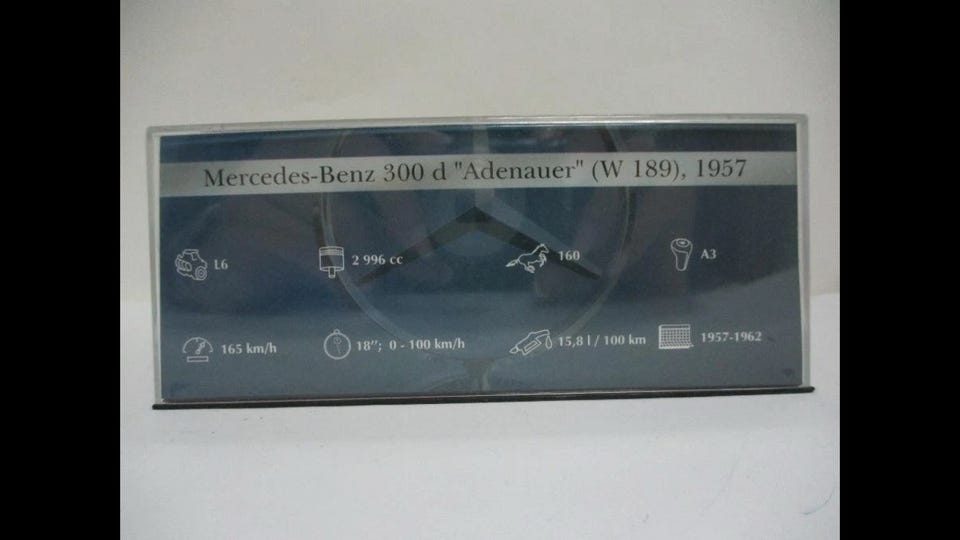 Mercedes-Benz 300 d "Adenauer" (W 189), 1957
L6 2 996 cc 160 A3
165 km/h 18"; 0 - 100 km/h 15,8 l / 100 km 1957-1962